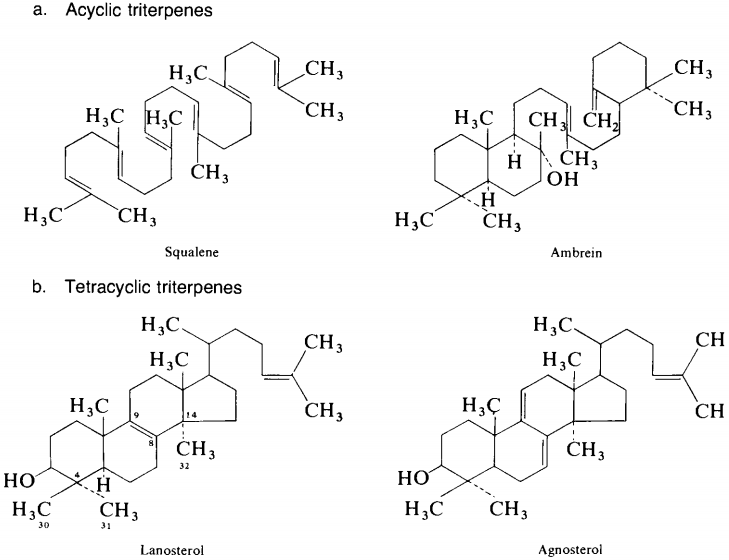 a. Acyclic triterpenes
H₃C CH₃
CH₃
H₃C H₃C
CH₃
H₃C CH₃
Squalene
CH₃
CH₃
CH₂
H₃C CH₃
H CH₃
OH
H
H₃C CH₃
Ambrein
b. Tetracyclic triterpenes
H₃C
CH₃
H₃C
H₃C CH₃
9 14
8 CH₃
32
HO 4 H
H₃C CH₃
30 31
Lanosterol
H₃C
CH
H₃C
H₃C CH
CH₃
HO
H₃C CH₃
Agnosterol